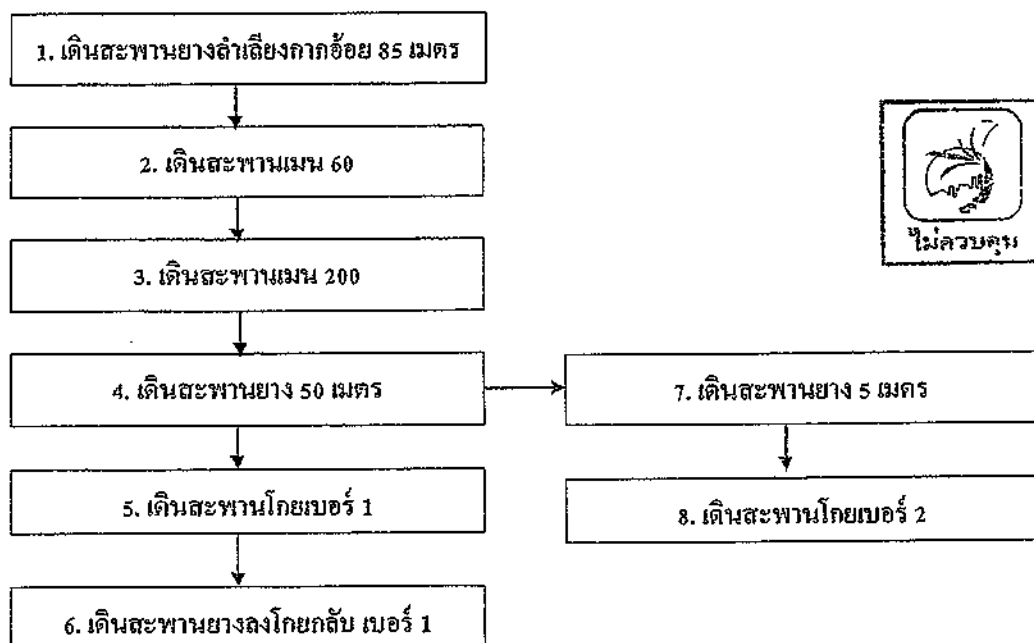 1. เดินสะพานยางลำเลียงกากอ้อย 85 เมตร
2. เดินสะพานเมน 60
3. เดินสะพานเมน 200
4. เดินสะพานยาง 50 เมตร
7. เดินสะพานยาง 5 เมตร
5. เดินสะพานโกยเบอร์ 1
8. เดินสะพานโกยเบอร์ 2
6. เดินสะพานยางลงโกยกลับ เบอร์ 1
ไม่ควบคุม